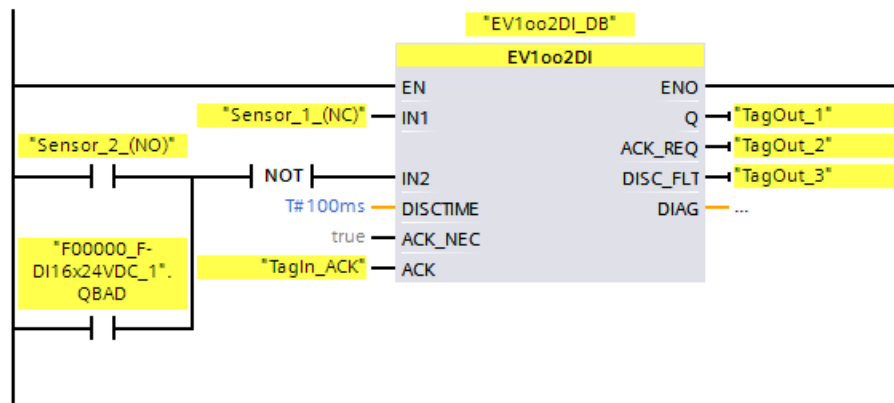 "EV1oo2DI_DB"
EV1oo2DI
EN
ENO
"Sensor_1_(NC)"
IN1
Q
"TagOut_1"
"Sensor_2_(NO)"
ACK_REQ
"TagOut_2"
NOT
IN2
DISC_FLT
"TagOut_3"
T#100ms
DISCTIME
DIAG
...
"F00000_F-
DI16x24VDC_1".
QBAD
true
ACK_NEC
"TagIn_ACK"
ACK